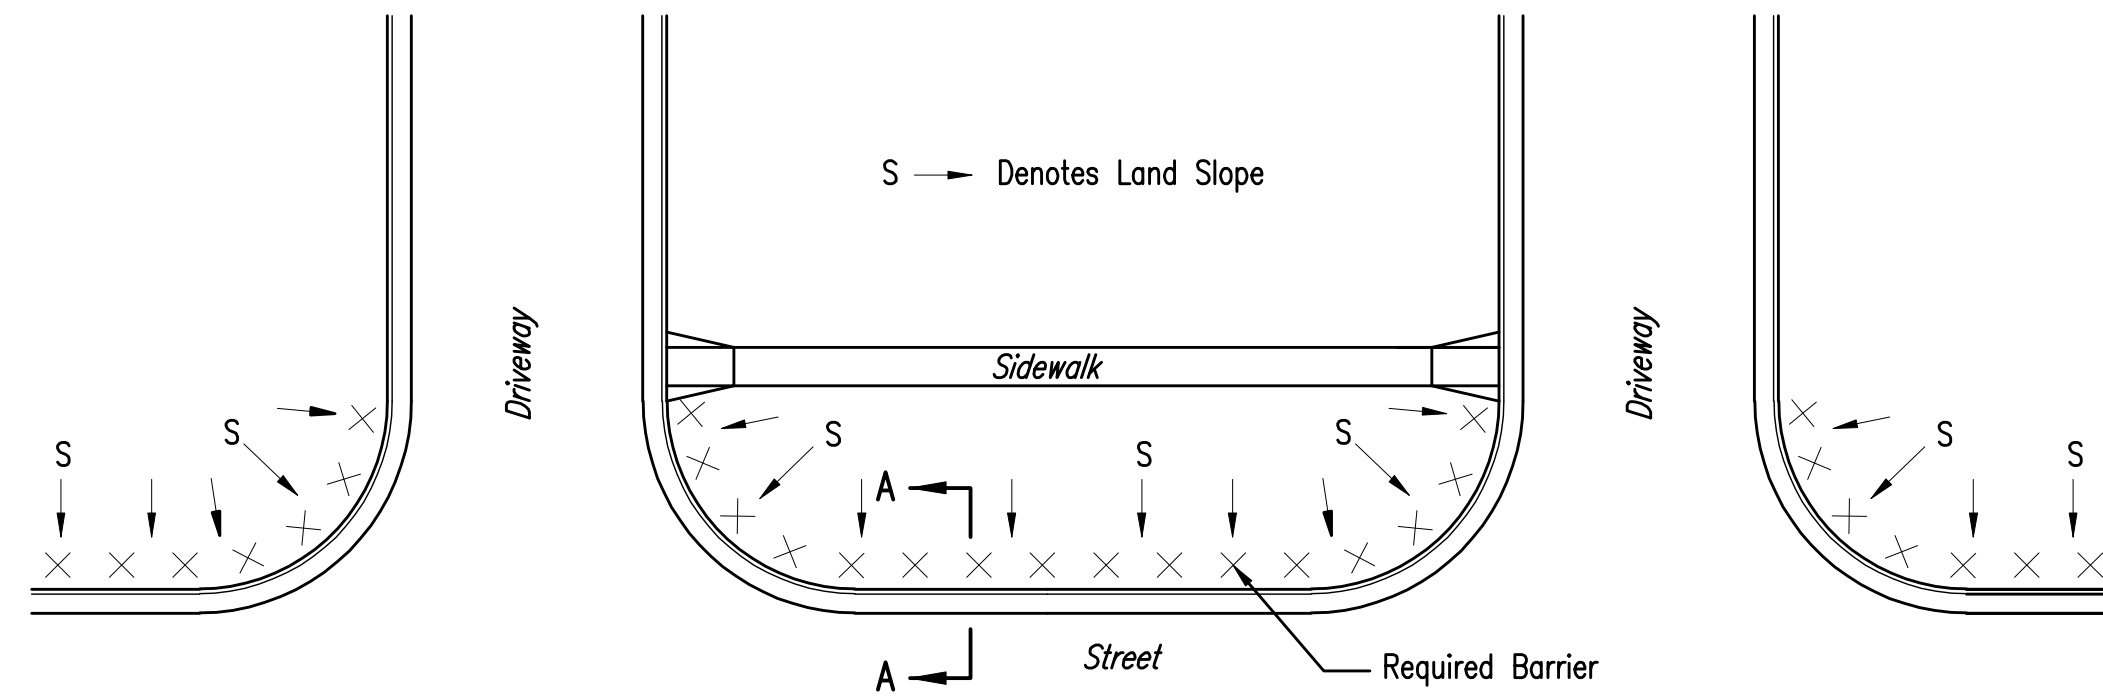 S Denotes Land Slope
Driveway
Driveway
Sidewalk
S
S
S
S
S
S
S
A
A
Street
Required Barrier